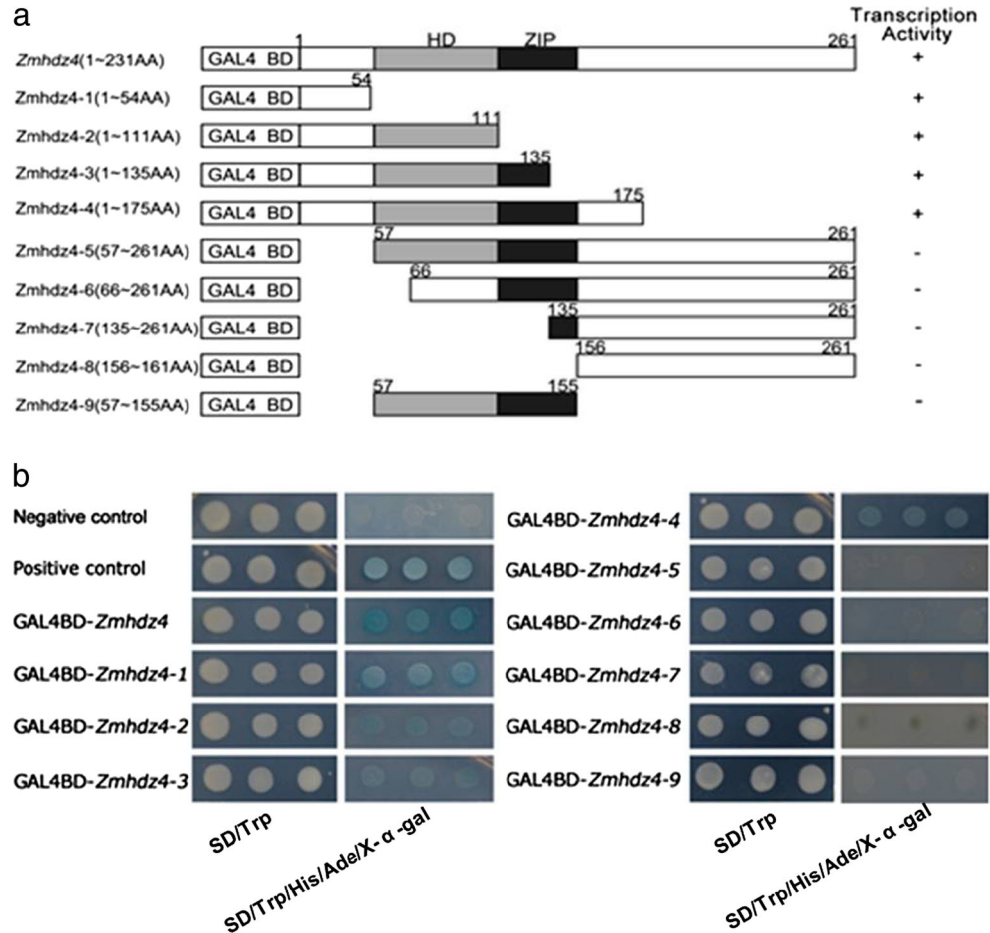 a
Transcription
Activity
1 HD ZIP 261
Zmhdz4(1~231AA) GAL4 BD +
54
Zmhdz4-1(1~54AA) GAL4 BD +
111
Zmhdz4-2(1~111AA) GAL4 BD +
135
Zmhdz4-3(1~135AA) GAL4 BD +
175
Zmhdz4-4(1~175AA) GAL4 BD +
57 261
Zmhdz4-5(57~261AA) GAL4 BD -
66 261
Zmhdz4-6(66~261AA) GAL4 BD -
135 261
Zmhdz4-7(135~261AA) GAL4 BD -
156 261
Zmhdz4-8(156~161AA) GAL4 BD -
57 155
Zmhdz4-9(57~155AA) GAL4 BD -
b
Negative control
Positive control
GAL4BD-Zmhdz4
GAL4BD-Zmhdz4-1
GAL4BD-Zmhdz4-2
GAL4BD-Zmhdz4-3
SD/Trp
SD/Trp/His/Ade/X-α-gal
GAL4BD-Zmhdz4-4
GAL4BD-Zmhdz4-5
GAL4BD-Zmhdz4-6
GAL4BD-Zmhdz4-7
GAL4BD-Zmhdz4-8
GAL4BD-Zmhdz4-9
SD/Trp
SD/Trp/His/Ade/X-α-gal